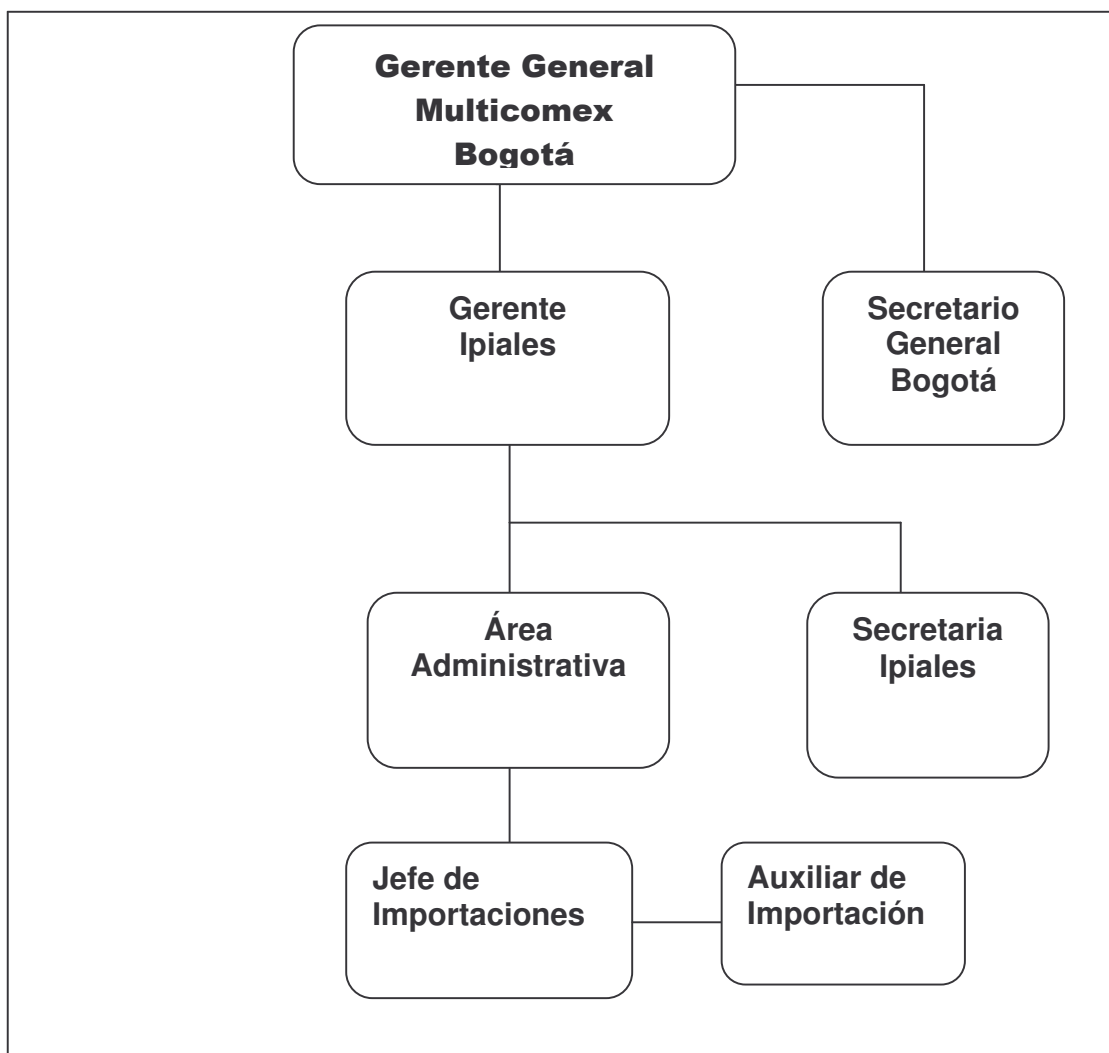 Gerente General
Multicomex
Bogotá
Gerente
Ipiales
Secretario
General
Bogotá
Área
Administrativa
Secretaria
Ipiales
Jefe de
Importaciones
Auxiliar de
Importación